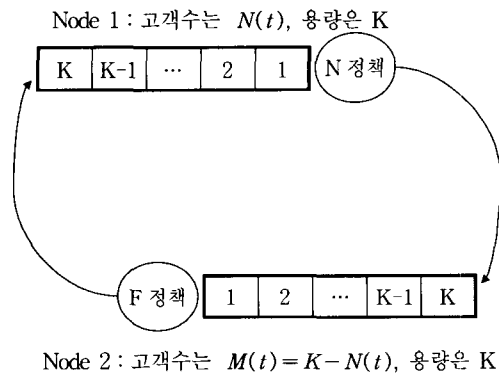 Node 1 : 고객수는 N(t), 용량은 K
K K-1 ⋯ 2 1 N 정책
F 정책 1 2 ⋯ K-1 K
Node 2 : 고객수는 M(t) = K - N(t), 용량은 K